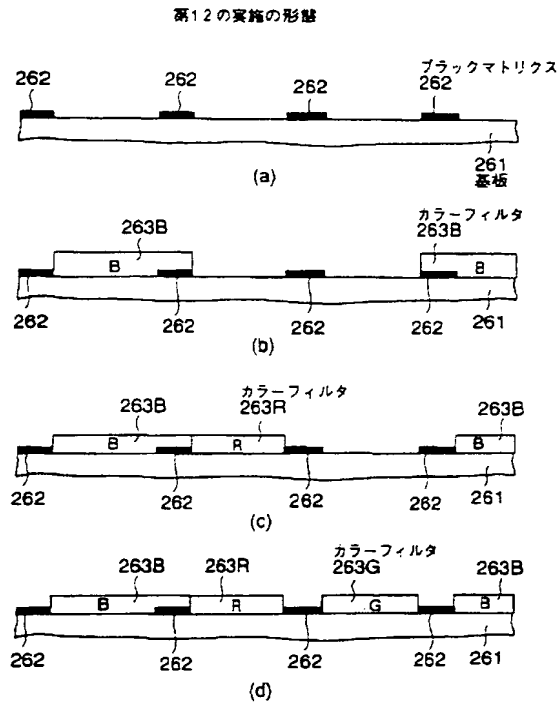 第12の実施の形態
ブラックマトリクス
262 262 262 262
261
基板
(a)
カラーフィルタ
263B 263B
B B
262 262 262 262 261
(b)
カラーフィルタ
263B 263R 263B
B R B
262 262 262 261
(c)
カラーフィルタ
263B 263R 263G 263B
B R G B
262 262 262 262 261
(d)